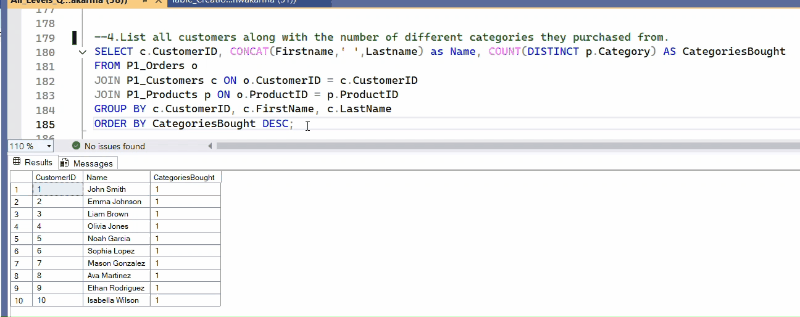 177
178
179 --4.List all customers along with the number of different categories they purchased from.
180 SELECT c.CustomerID, CONCAT(Firstname,' ',Lastname) as Name, COUNT(DISTINCT p.Category) AS CategoriesBought
181 FROM P1_Orders o
182 JOIN P1_Customers c ON o.CustomerID = c.CustomerID
183 JOIN P1_Products p ON o.ProductID = p.ProductID
184 GROUP BY c.CustomerID, c.FirstName, c.LastName
185 ORDER BY CategoriesBought DESC;
186
110 % No issues found
Results Messages
CustomerID Name CategoriesBought
1 1 John Smith 1
2 2 Emma Johnson 1
3 3 Liam Brown 1
4 4 Olivia Jones 1
5 5 Noah Garcia 1
6 6 Sophia Lopez 1
7 7 Mason Gonzalez 1
8 8 Ava Martinez 1
9 9 Ethan Rodriguez 1
10 10 Isabella Wilson 1